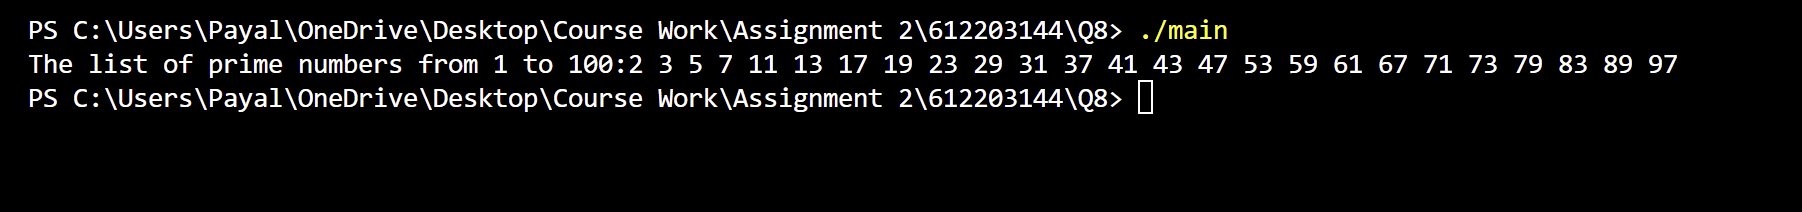 PS C:\Users\Payal\OneDrive\Desktop\Course Work\Assignment 2\612203144\Q8> ./main
The list of prime numbers from 1 to 100:2 3 5 7 11 13 17 19 23 29 31 37 41 43 47 53 59 61 67 71 73 79 83 89 97
PS C:\Users\Payal\OneDrive\Desktop\Course Work\Assignment 2\612203144\Q8>